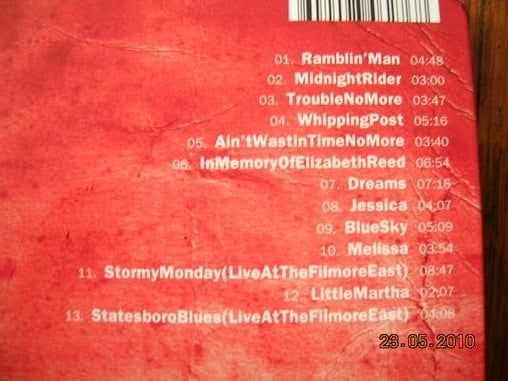 01. Ramblin'Man 04:48
02. MidnightRider 03:00
03. TroubleNoMore 03:47
04. WhippingPost 05:16
05. Ain'tWastInTimeNoMore 03:40
06. InMemoryOfElizabethReed 06:54
07. Dreams 07:16
08. Jessica 04:07
09. BlueSky 05:09
10. Melissa 03:54
11. StormyMonday(LiveAtTheFilmoreEast) 08:47
12. LittleMartha 02:07
13. StatesboroBlues(LiveAtTheFilmoreEast) 04:08
23.05.2010